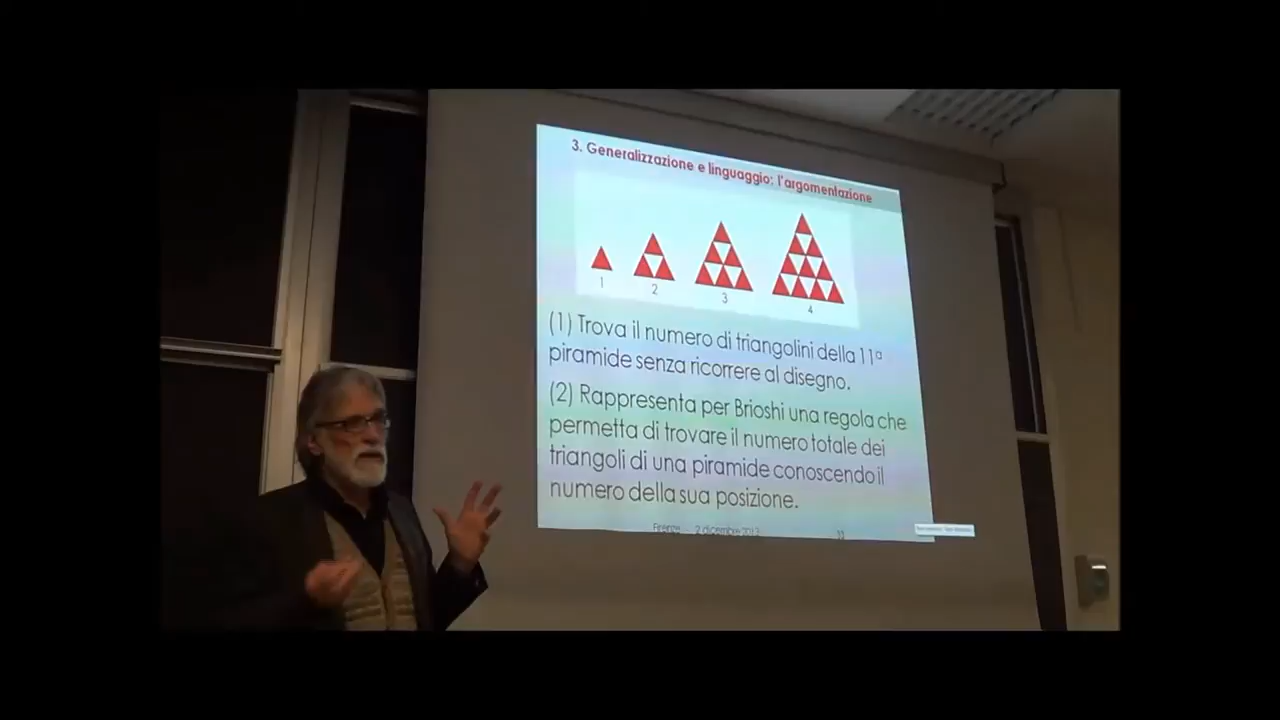 3. Generalizzazione e linguaggio: l'argomentazione
1
2
3
4
(1) Trova il numero di triangolini della 11ª
piramide senza ricorrere al disegno.
(2) Rappresenta per Brioshi una regola che
permetta di trovare il numero totale dei
triangoli di una piramide conoscendo il
numero della sua posizione.
Firenze 2 dicembre 2013 33